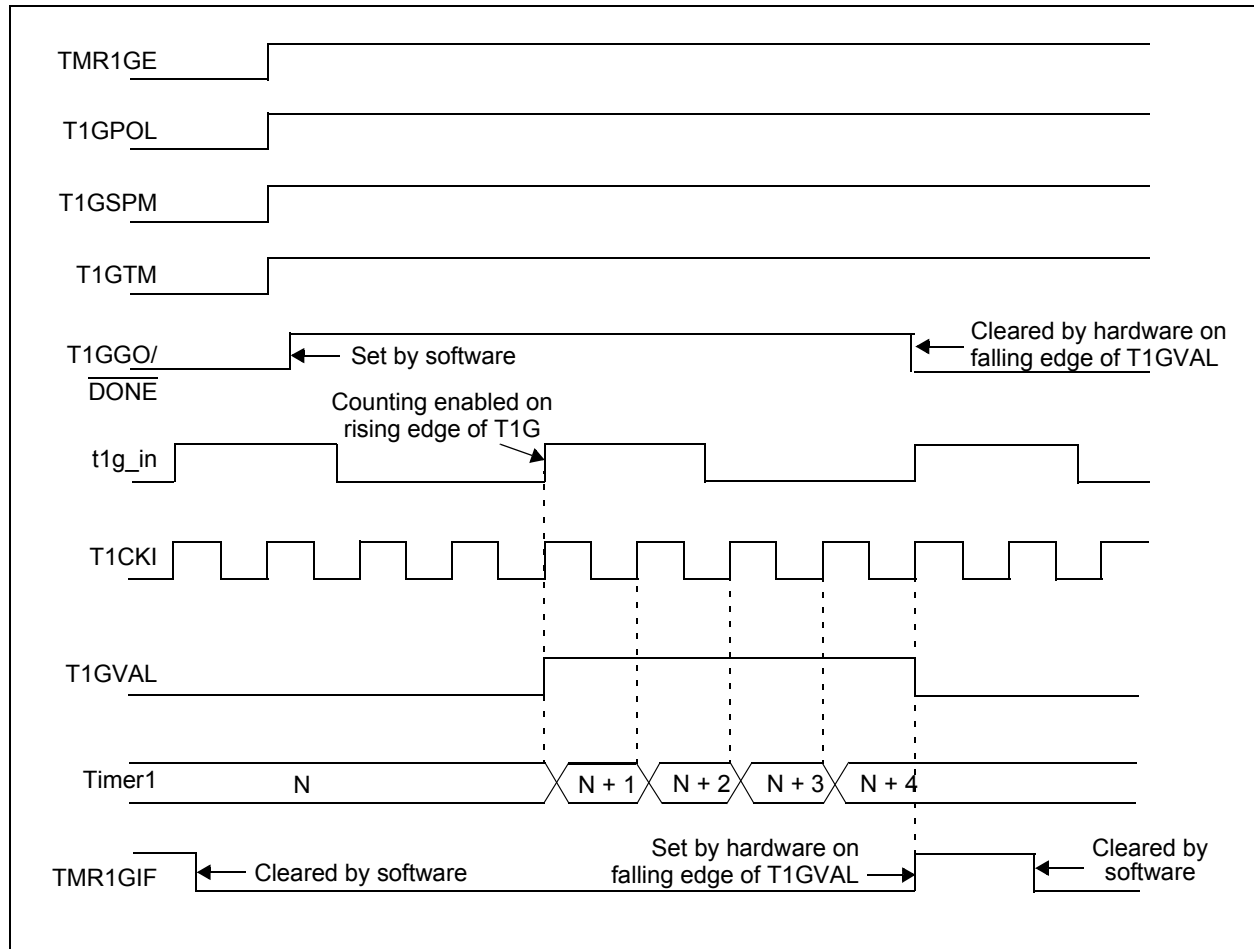 TMR1GE
T1GPOL
T1GSPM
T1GTM
T1GGO/
DONE
Set by software
Cleared by hardware on
falling edge of T1GVAL
Counting enabled on
rising edge of T1G
t1g_in
T1CKI
T1GVAL
Timer1
N
N + 1
N + 2
N + 3
N + 4
TMR1GIF
Cleared by software
Set by hardware on
falling edge of T1GVAL
Cleared by
software